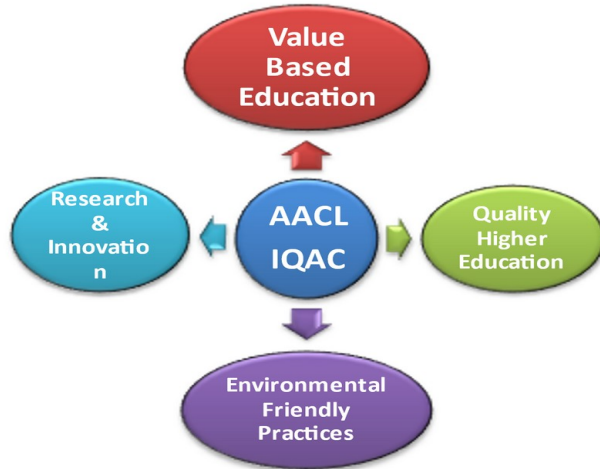 Value
Based
Education
Research
&
Innovatio
n
AACL
IQAC
Quality
Higher
Education
Environmental
Friendly
Practices